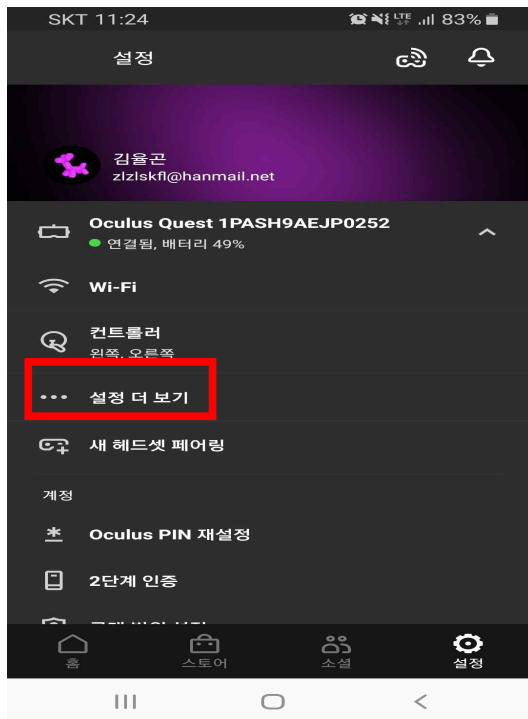 SKT 11:24
LTE 83%
설정
김율곤
zlzlskfl@hanmail.net
Oculus Quest 1PASH9AEJP0252
연결됨, 배터리 49%
Wi-Fi
컨트롤러
왼쪽, 오른쪽
설정 더 보기
새 헤드셋 페어링
계정
Oculus PIN 재설정
2단계 인증
홈
스토어
소셜
설정